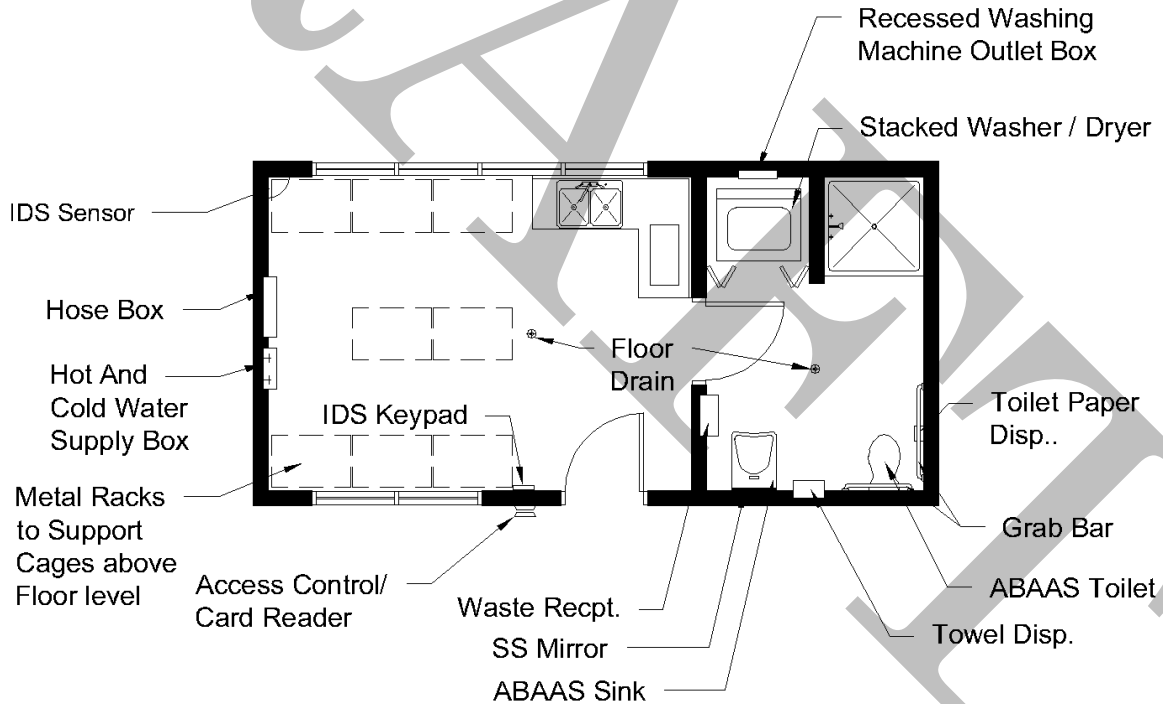 Recessed Washing
Machine Outlet Box
Stacked Washer / Dryer
IDS Sensor
Hose Box
Hot And
Cold Water
Supply Box
Floor
Drain
IDS Keypad
Toilet Paper
Disp..
Metal Racks
to Support
Cages above
Floor level
Grab Bar
Access Control/
Card Reader
Waste Recpt.
ABAAS Toilet
Towel Disp.
SS Mirror
ABAAS Sink